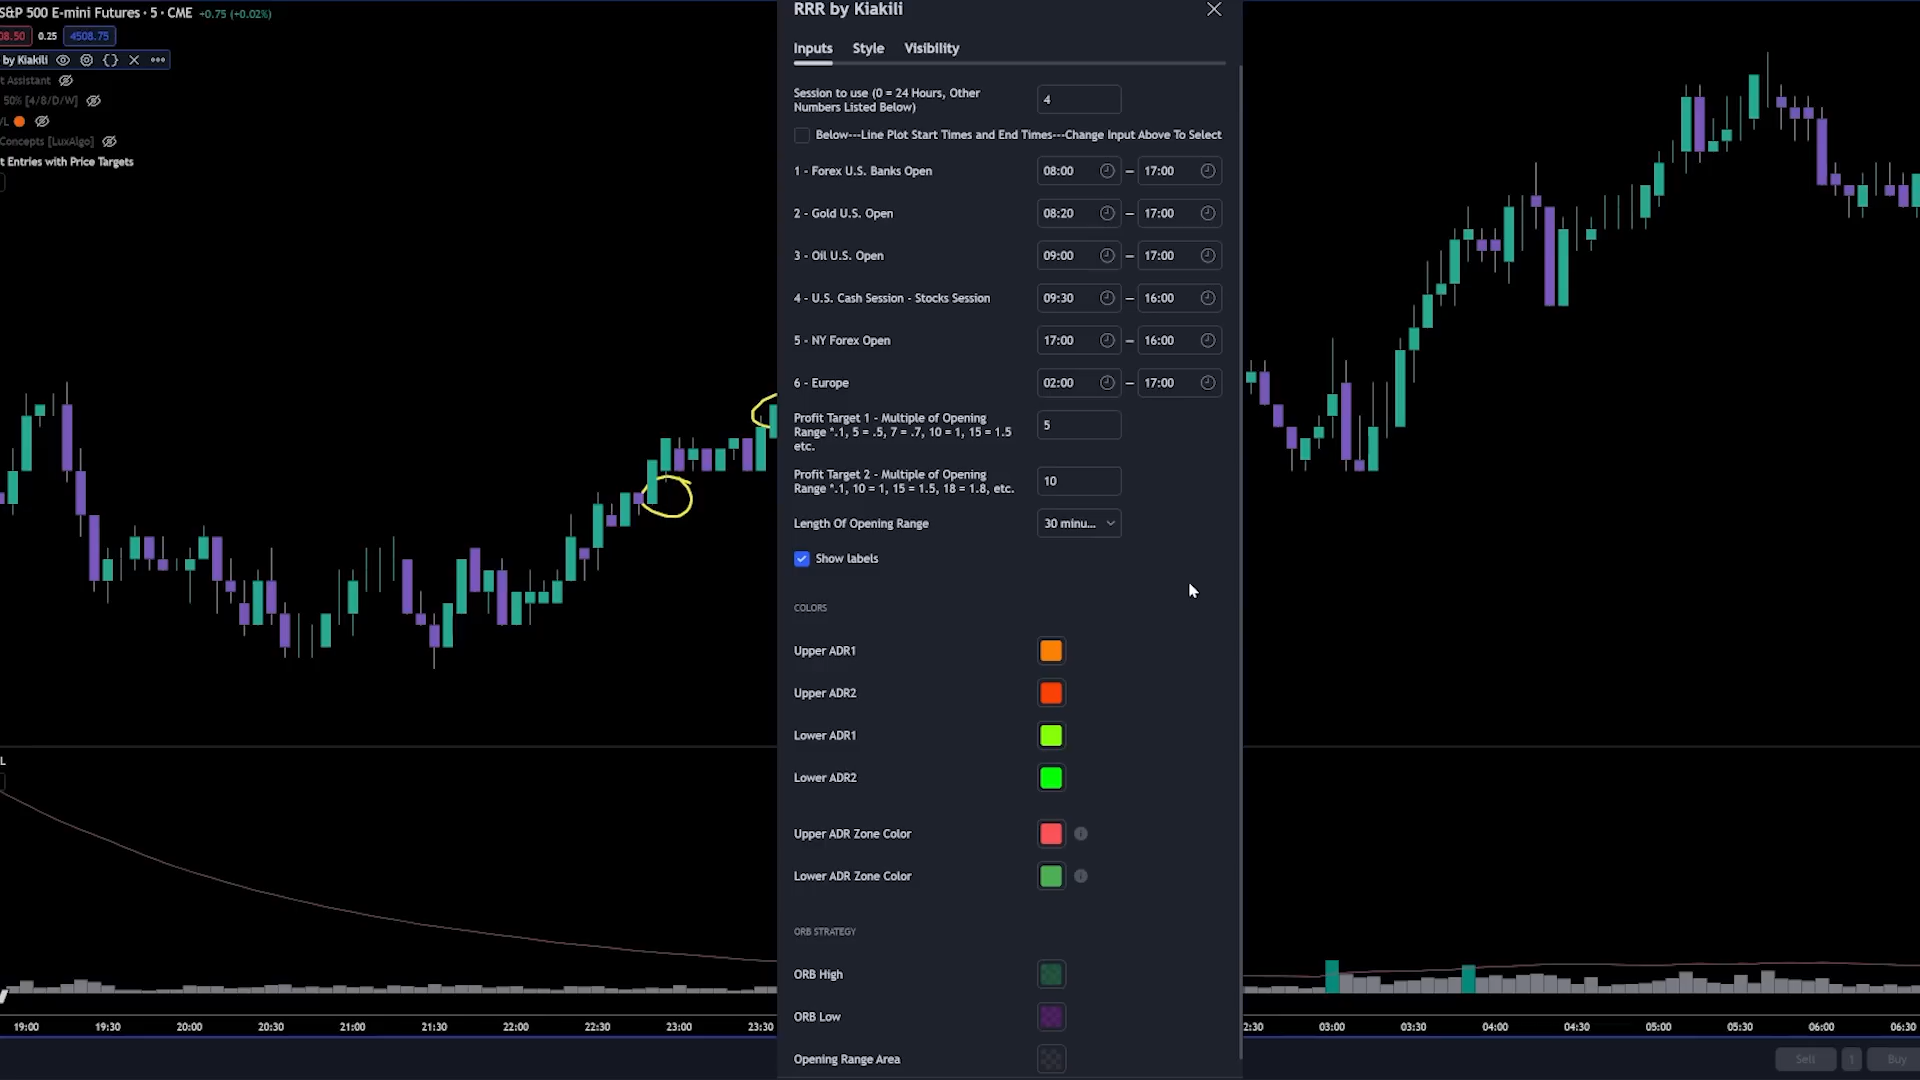 S&P 500 E-mini Futures · 5 · CME +0.75 (+0.02%)
08.50 0.25 4508.75
by Kiakili
t Assistant
50% [4/8/D/W]
/L
Concepts [LuxAlgo]
t Entries with Price Targets
RRR by Kiakili
Inputs Style Visibility
Session to use (0 = 24 Hours, Other
Numbers Listed Below)
4
Below---Line Plot Start Times and End Times---Change Input Above To Select
1 - Forex U.S. Banks Open 08:00 – 17:00
2 - Gold U.S. Open 08:20 – 17:00
3 - Oil U.S. Open 09:00 – 17:00
4 - U.S. Cash Session - Stocks Session 09:30 – 16:00
5 - NY Forex Open 17:00 – 16:00
6 - Europe 02:00 – 17:00
Profit Target 1 - Multiple of Opening
Range *.1, 5 = .5, 7 = .7, 10 = 1, 15 = 1.5
etc.
5
Profit Target 2 - Multiple of Opening
Range *.1, 10 = 1, 15 = 1.5, 18 = 1.8, etc.
10
Length Of Opening Range 30 minu...
Show labels
COLORS
Upper ADR1
Upper ADR2
Lower ADR1
Lower ADR2
Upper ADR Zone Color
Lower ADR Zone Color
ORB STRATEGY
ORB High
ORB Low
Opening Range Area
L
19:00 19:30 20:00 20:30 21:00 21:30 22:00 22:30 23:00 23:30 2:30 03:00 03:30 04:00 04:30 05:00 05:30 06:00 06:30
Sell 1 Buy